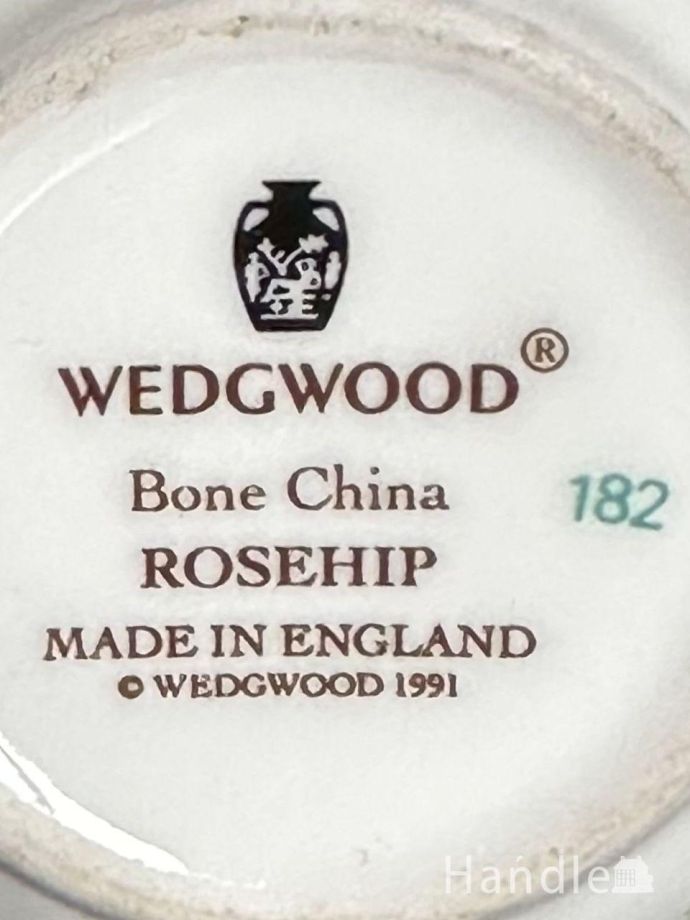 WEDGWOOD®
Bone China
182
ROSEHIP
MADE IN ENGLAND
© WEDGWOOD 1991
Handle